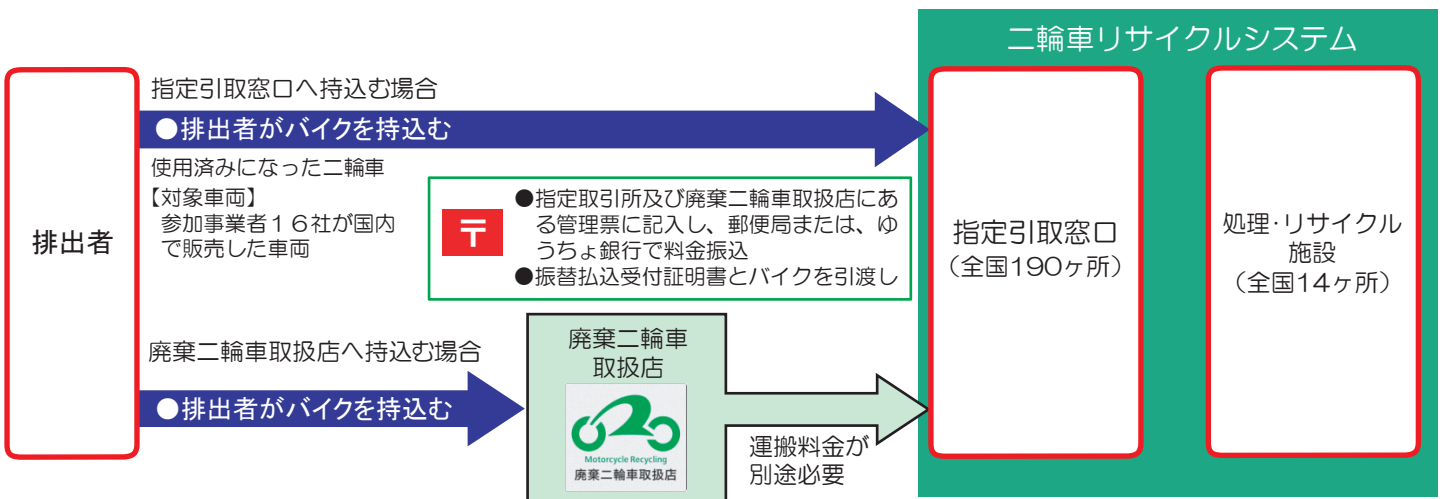 二輪車リサイクルシステム
排出者
指定引取窓口へ持込む場合
●排出者がバイクを持込む
使用済みになった二輪車
【対象車両】
参加事業者16社が国内
で販売した車両
〒
●指定取引所及び廃棄二輪車取扱店にあ
る管理票に記入し、郵便局または、ゆ
うちょ銀行で料金振込
●振替払込受付証明書とバイクを引渡し
廃棄二輪車取扱店へ持込む場合
●排出者がバイクを持込む
廃棄二輪車
取扱店
Motorcycle Recycling
廃棄二輪車取扱店
運搬料金が
別途必要
指定引取窓口
(全国190ヶ所)
処理・リサイクル
施設
(全国14ヶ所)